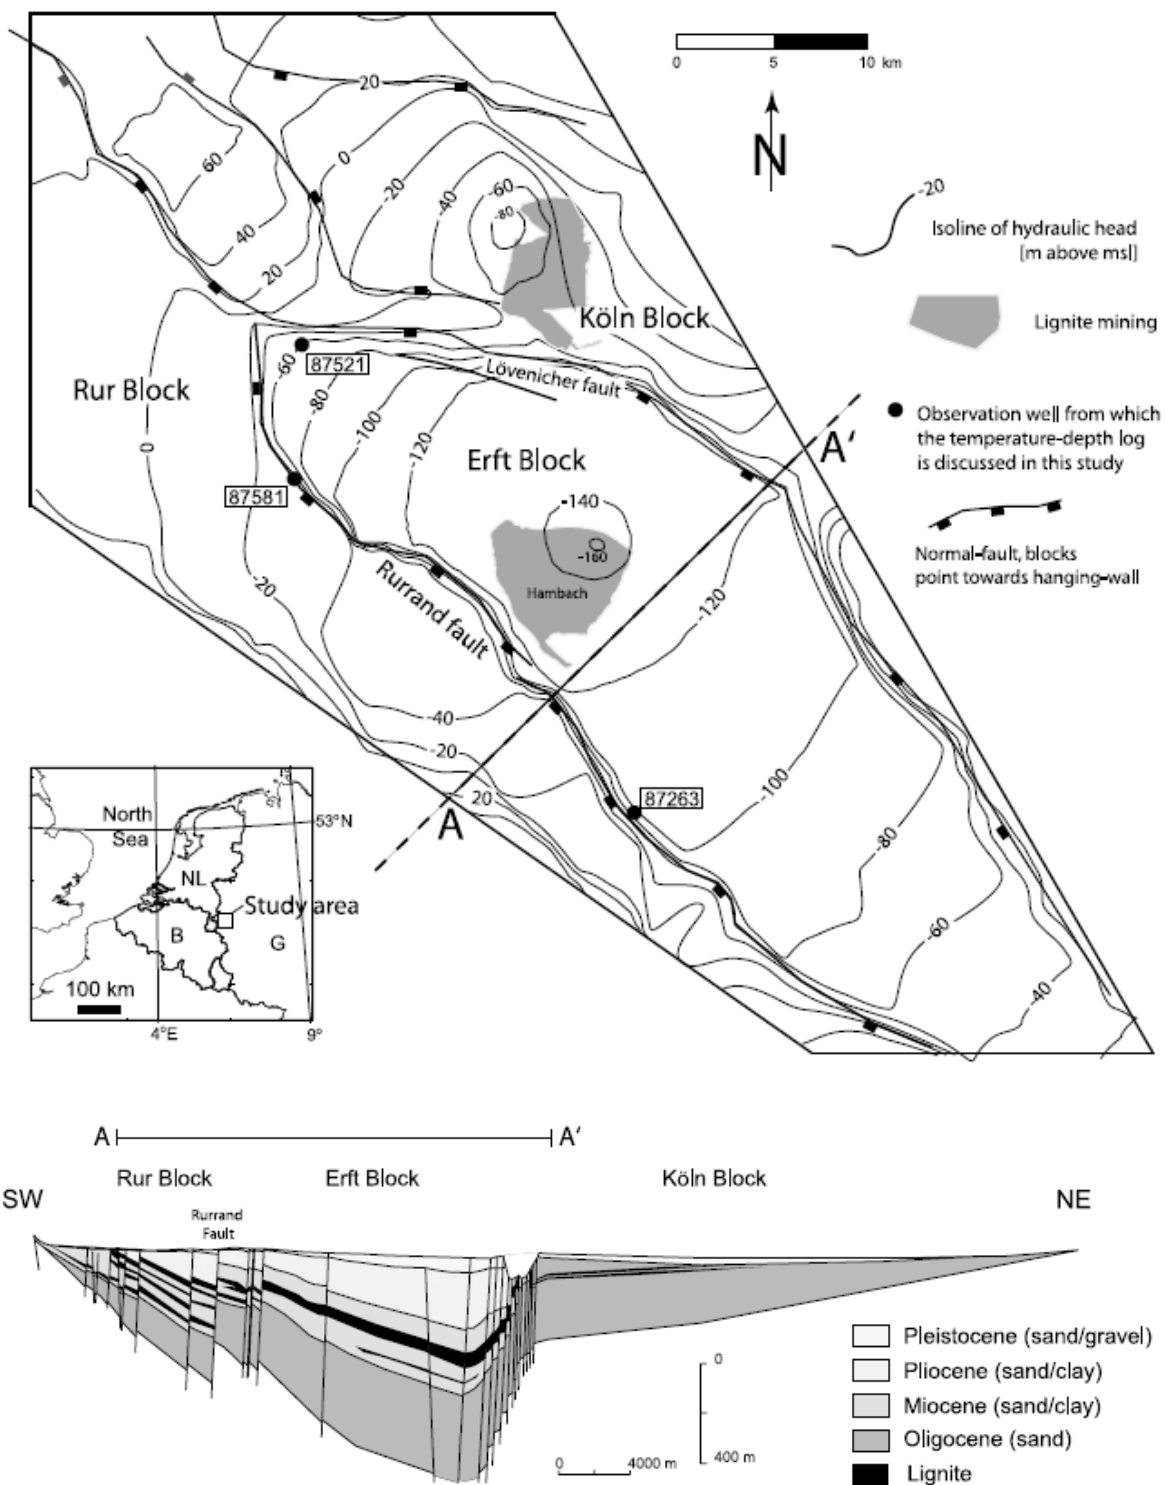 0 5 10 km
N
-20
Isoline of hydraulic head
[m above msl]
Lignite mining
Observation well from which
the temperature-depth log
is discussed in this study
Normal-fault, blocks
point towards hanging-wall
20
60
0
-20
-40
-60
-80
40
20
Köln Block
Rur Block
0
-60
87521
-80
-100
-120
Lövenicher fault
A'
Erft Block
87581
-140
-160
Hambach
-20
Rurrand fault
-120
-40
-20
20
A
87263
-100
-80
-60
-40
North
Sea
53°N
NL
Study area
B
G
100 km
4°E
9°
A A'
Rur Block Erft Block Köln Block
SW NE
Rurrand
Fault
0
400 m
0 4000 m
Pleistocene (sand/gravel)
Pliocene (sand/clay)
Miocene (sand/clay)
Oligocene (sand)
Lignite